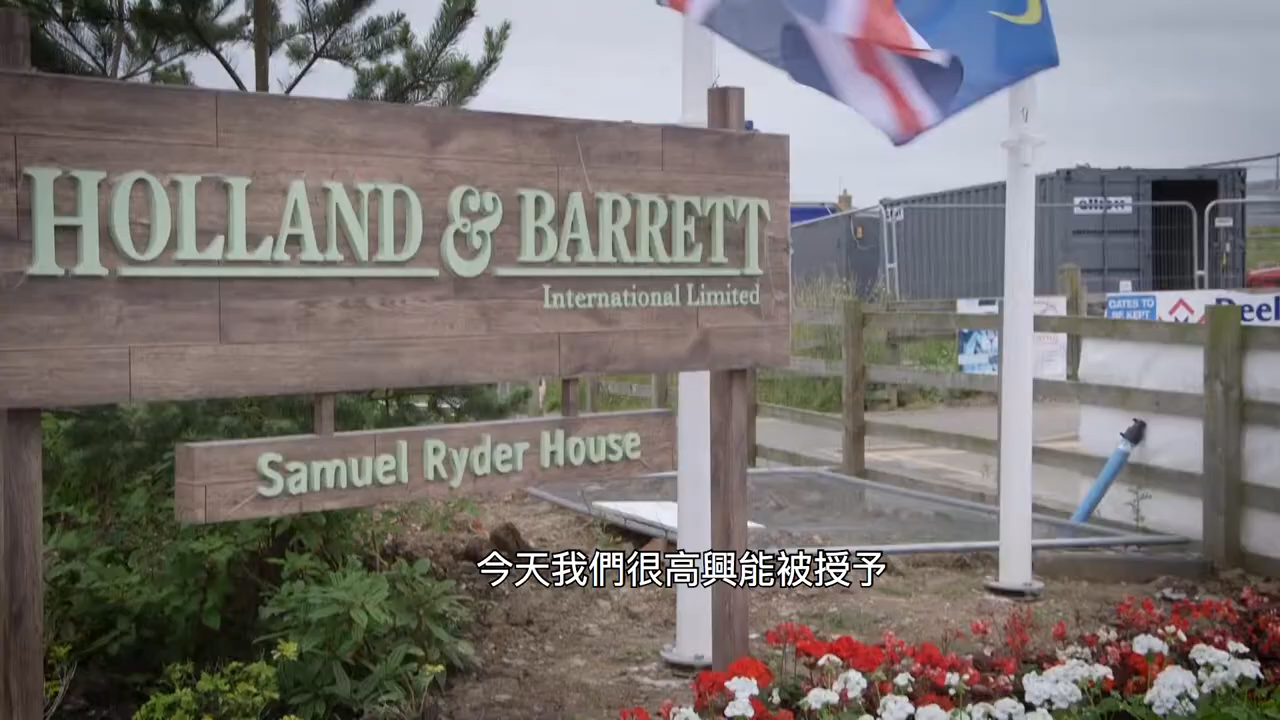 HOLLAND & BARRETT
International Limited
Samuel Ryder House
GATES TO
BE KEPT
今天我們很高興能被授予